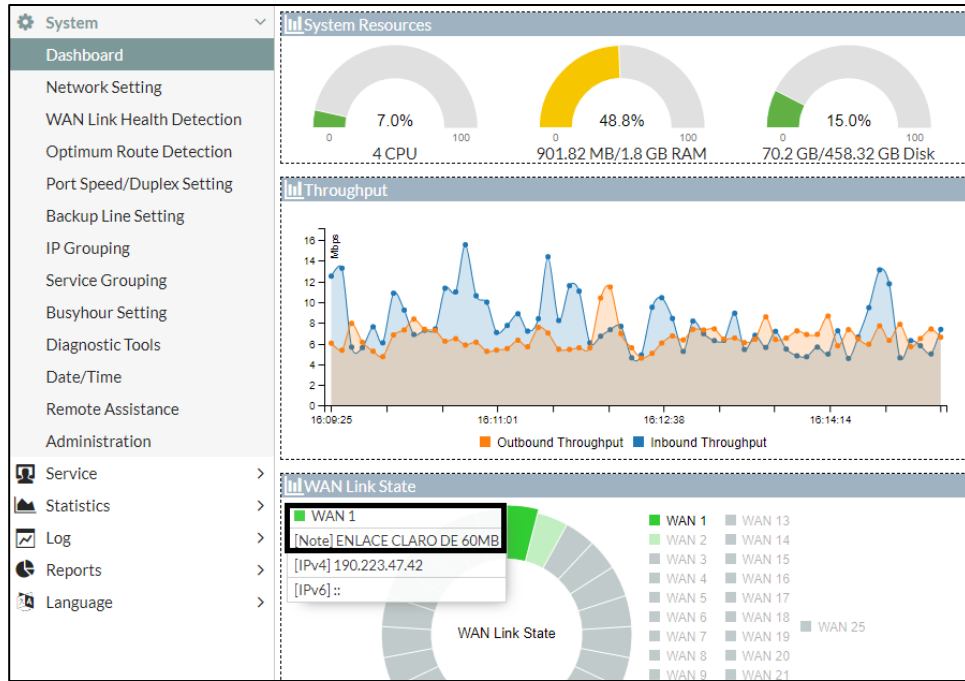 System
Dashboard
Network Setting
WAN Link Health Detection
Optimum Route Detection
Port Speed/Duplex Setting
Backup Line Setting
IP Grouping
Service Grouping
Busyhour Setting
Diagnostic Tools
Date/Time
Remote Assistance
Administration
Service
Statistics
Log
Reports
Language
System Resources
7.0%
0 100
4 CPU
48.8%
0 100
901.82 MB/1.8 GB RAM
15.0%
0 100
70.2 GB/458.32 GB Disk
Throughput
Mbps
16
14
12
10
8
6
4
2
0
16:09:25 16:11:01 16:12:38 16:14:14
Outbound Throughput Inbound Throughput
WAN Link State
WAN 1
[Note] ENLACE CLARO DE 60MB
[IPv4] 190.223.47.42
[IPv6] ::
WAN Link State
WAN 1 WAN 13
WAN 2 WAN 14
WAN 3 WAN 15
WAN 4 WAN 16
WAN 5 WAN 17
WAN 6 WAN 18
WAN 25
WAN 7 WAN 19
WAN 8 WAN 20
WAN 9 WAN 21